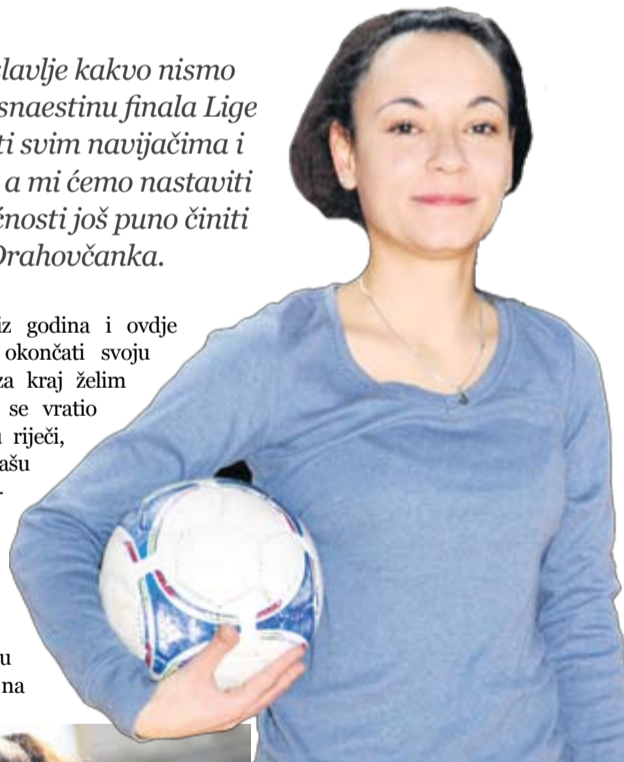 slavlje kakvo nismo
snaestinu finala Lige
ti svim navijačima i
a mi ćemo nastaviti
ćnosti još puno činiti
Drahovčanka.
iz godina i ovdje
okončati svoju
za kraj želim
se vratio
riječi,
ašu
-
u
na